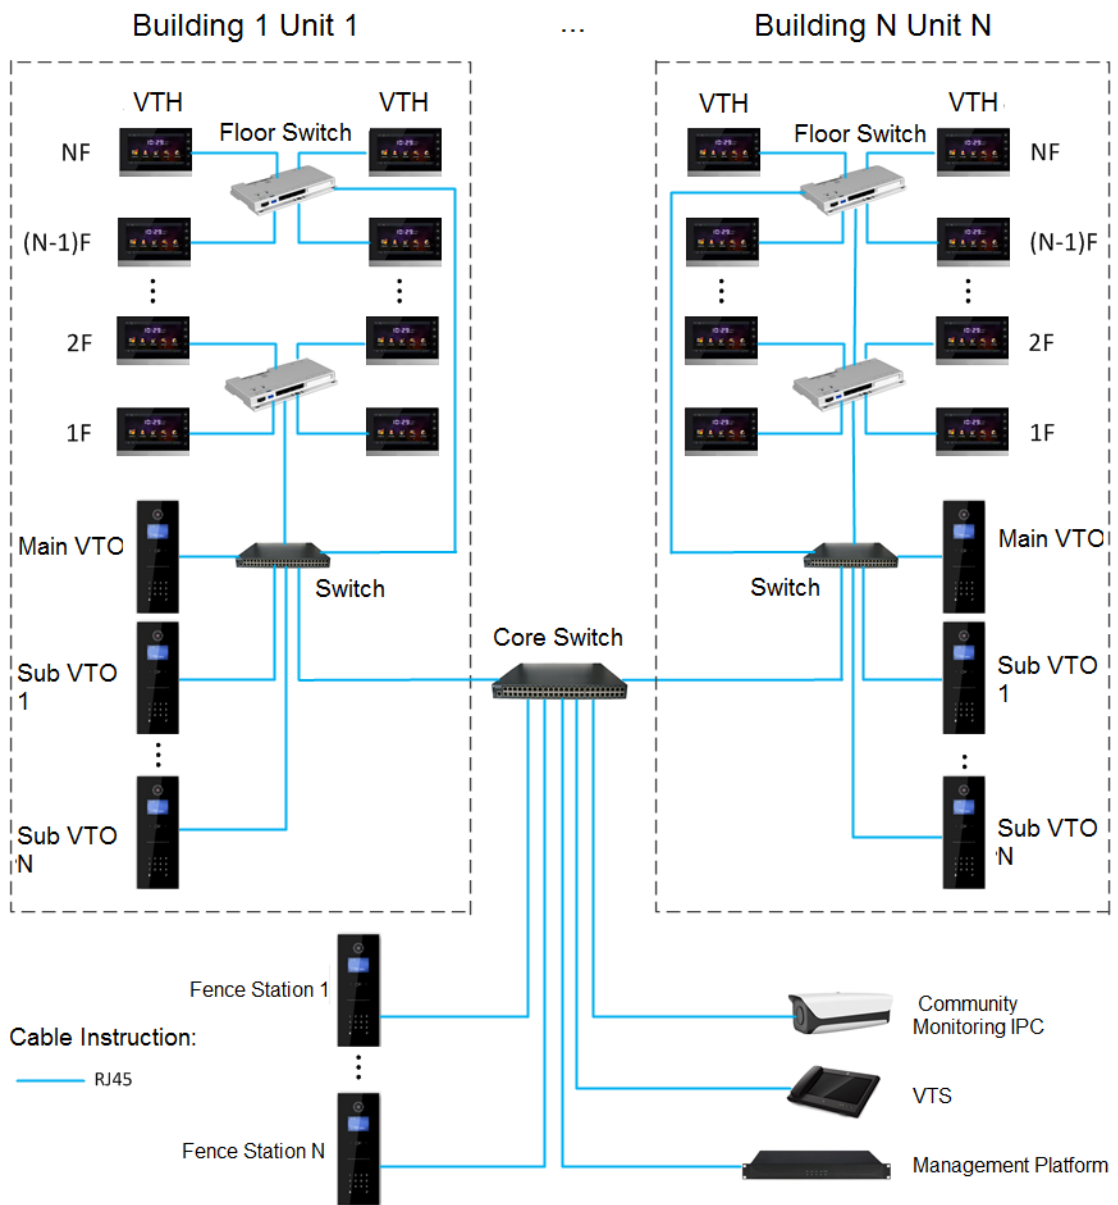 Building 1 Unit 1
...
Building N Unit N
VTH
VTH
Floor Switch
NF
(N-1)F
2F
1F
Main VTO
Switch
Sub VTO
1
Sub VTO
N
VTH
VTH
Floor Switch
NF
(N-1)F
2F
1F
Main VTO
Switch
Sub VTO
1
Sub VTO
N
Core Switch
Fence Station 1
Cable Instruction:
RJ45
Fence Station N
Community
Monitoring IPC
VTS
Management Platform